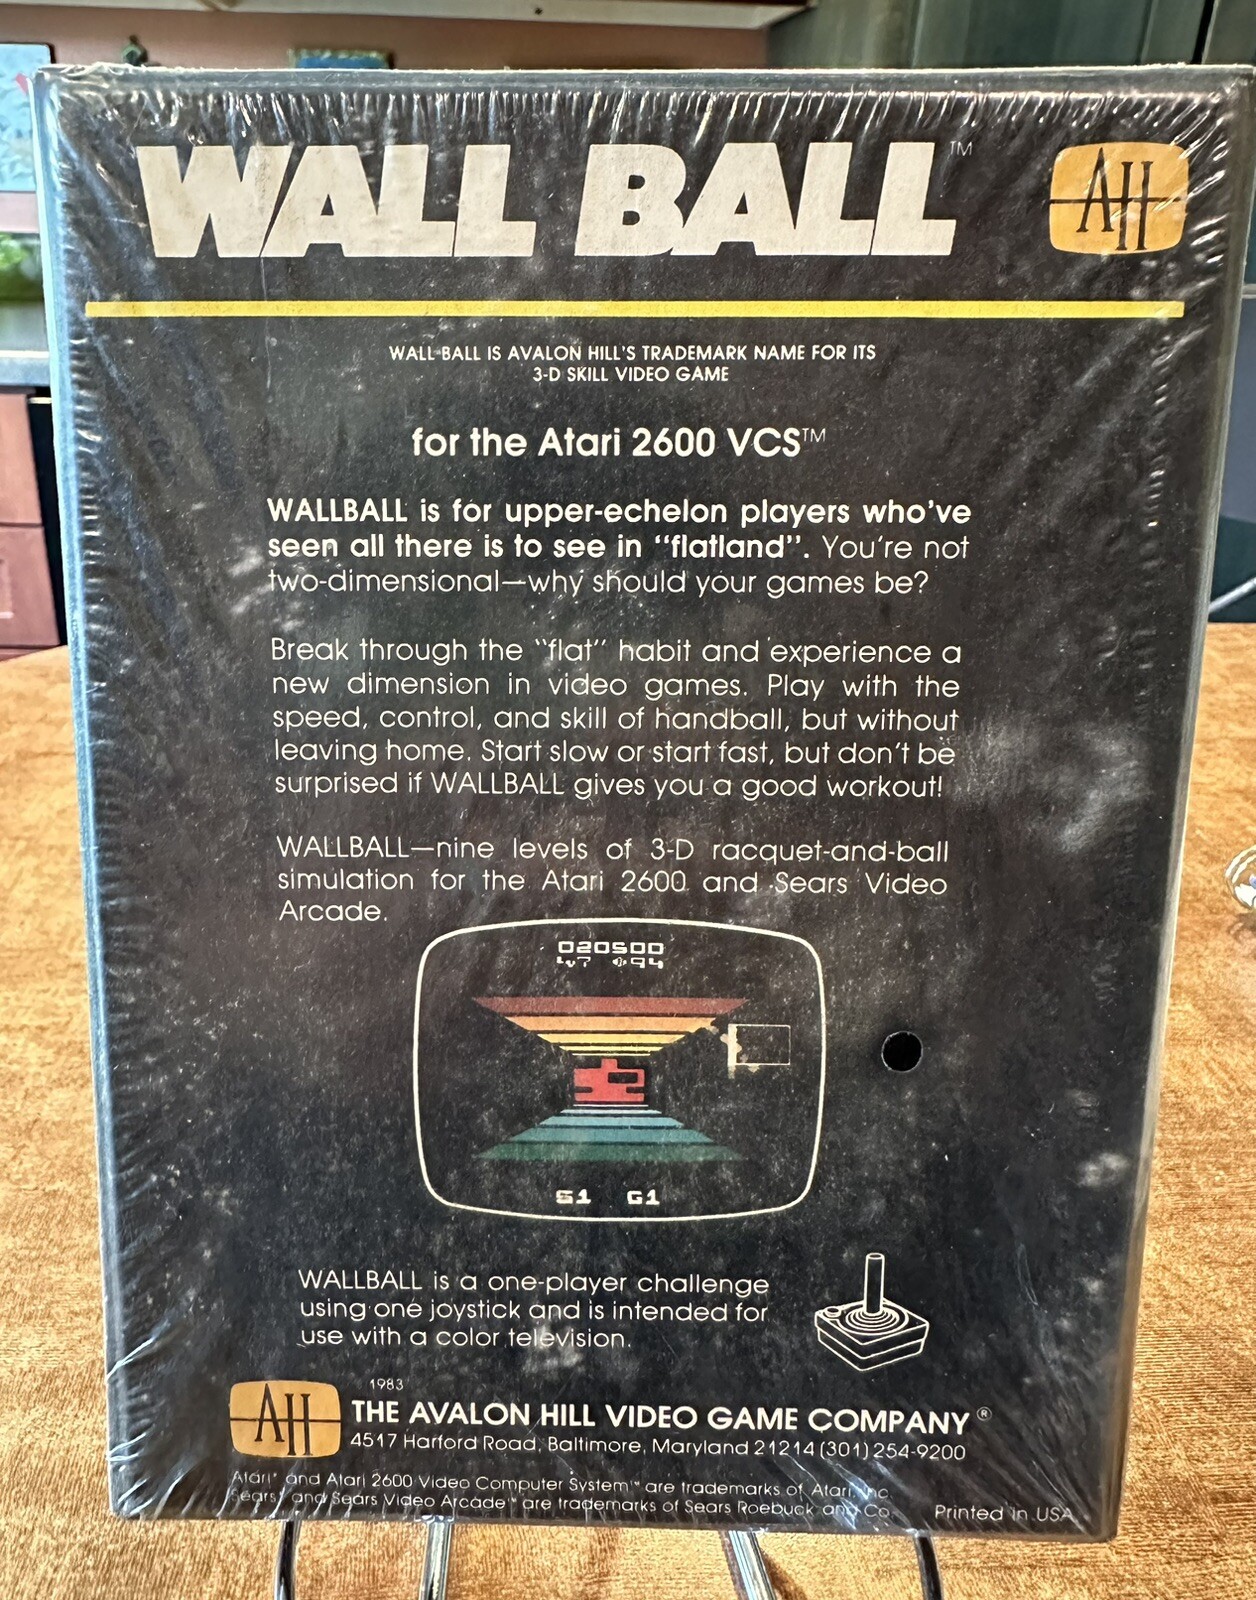 WALL BALL™
AH
WALL BALL IS AVALON HILL'S TRADEMARK NAME FOR ITS
3-D SKILL VIDEO GAME
for the Atari 2600 VCS™
WALLBALL is for upper-echelon players who've
seen all there is to see in "flatland". You're not
two-dimensional—why should your games be?
Break through the "flat" habit and experience a
new dimension in video games. Play with the
speed, control, and skill of handball, but without
leaving home. Start slow or start fast, but don't be
surprised if WALLBALL gives you a good workout!
WALLBALL—nine levels of 3-D racquet-and-ball
simulation for the Atari 2600 and Sears Video
Arcade.
020500
Lv7 94
S1 G1
WALLBALL is a one-player challenge
using one joystick and is intended for
use with a color television.
AH
1983
THE AVALON HILL VIDEO GAME COMPANY®
4517 Harford Road, Baltimore, Maryland 21214 (301) 254-9200
Atari® and Atari 2600 Video Computer System™ are trademarks of Atari, Inc.
Sears® and Sears Video Arcade™ are trademarks of Sears Roebuck and Co.
Printed in USA